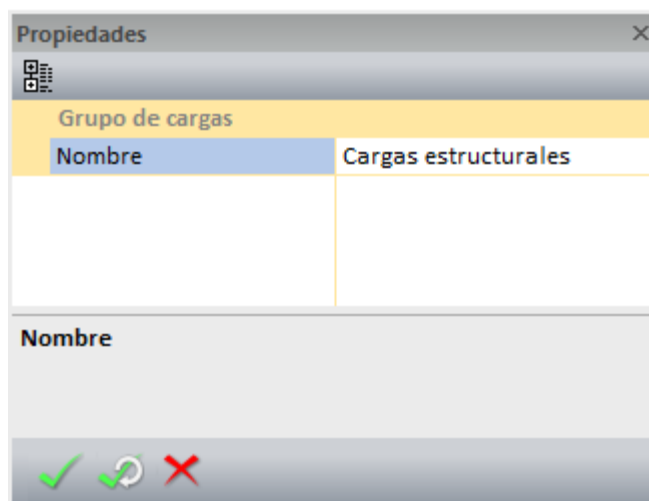 Propiedades
Grupo de cargas
Nombre Cargas estructurales
Nombre